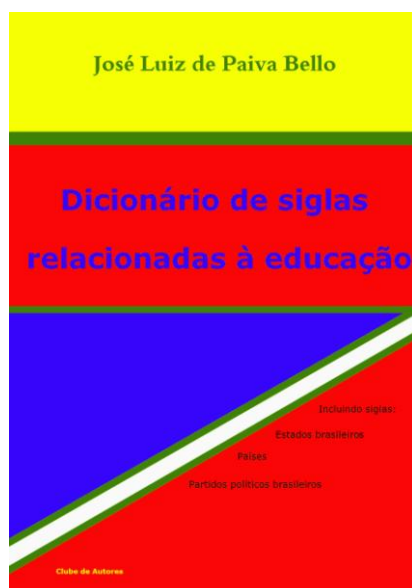 José Luiz de Paiva Bello
Dicionário de siglas
relacionadas à educação
Incluindo siglas:
Estados brasileiros
Países
Partidos políticos brasileiros
Clube de Autores